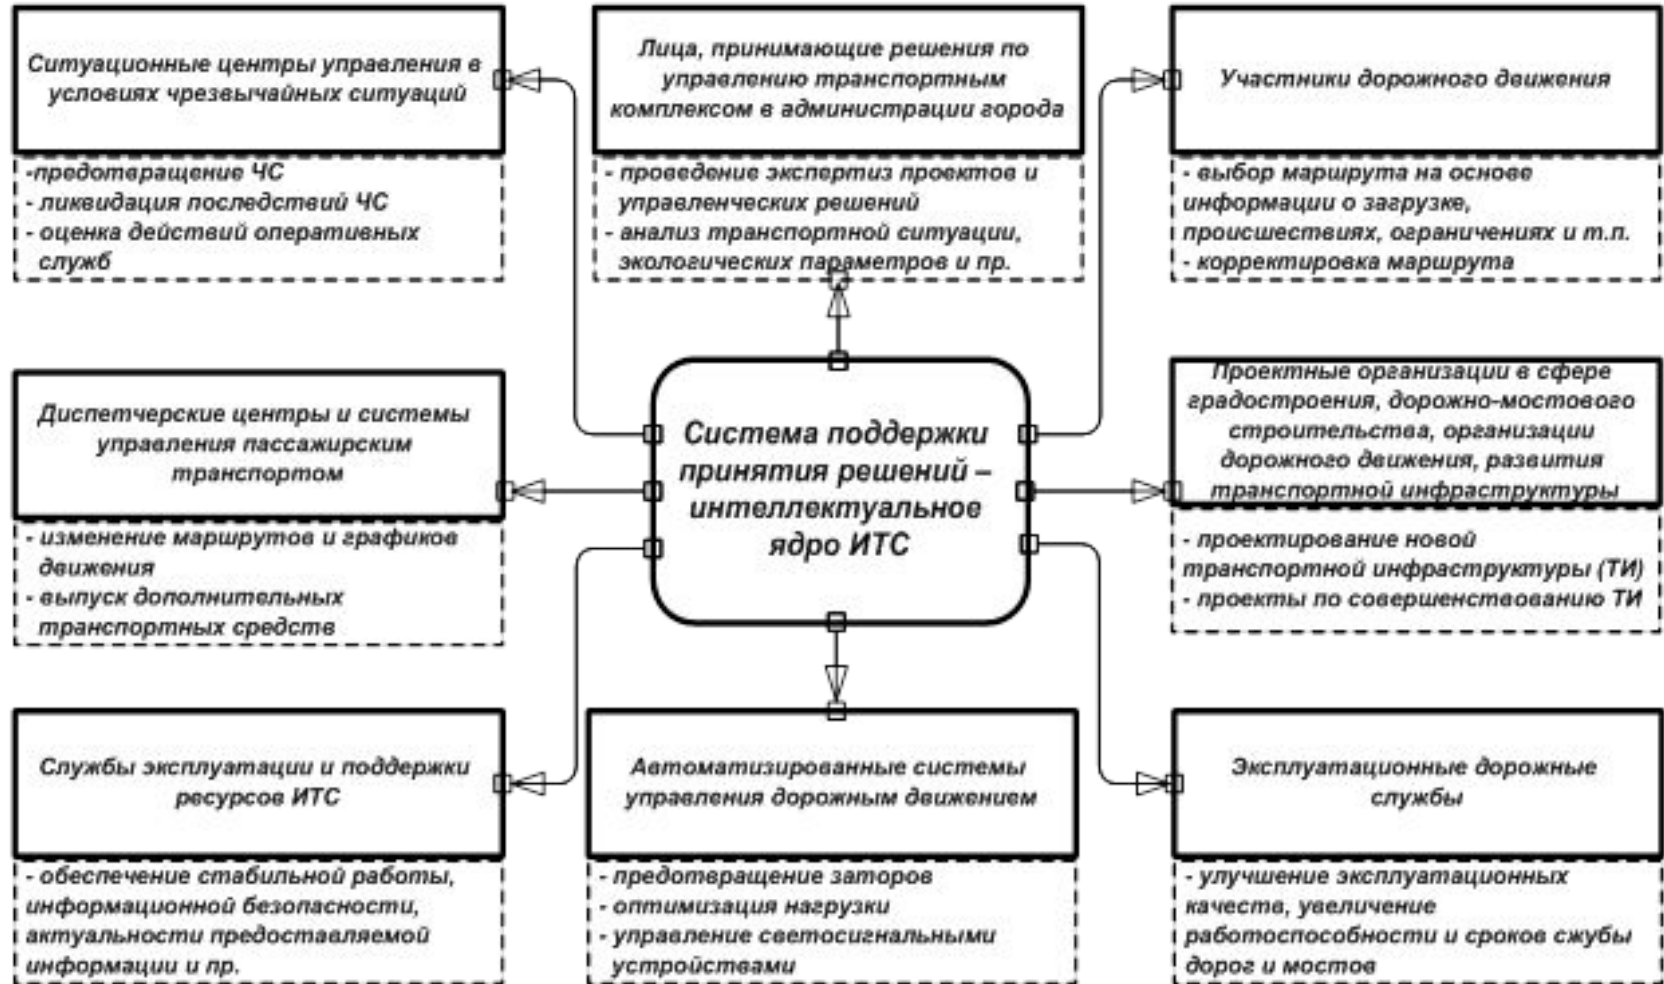 Ситуационные центры управления в
условиях чрезвычайных ситуаций
-предотвращение ЧС
- ликвидация последствий ЧС
- оценка действий оперативных
служб
Лица, принимающие решения по
управлению транспортным
комплексом в администрации города
- проведение экспертиз проектов и
управленческих решений
- анализ транспортной ситуации,
экологических параметров и пр.
Участники дорожного движения
- выбор маршрута на основе
информации о загрузке,
происшествиях, ограничениях и т.п.
- корректировка маршрута
Диспетчерские центры и системы
управления пассажирским
транспортом
- изменение маршрутов и графиков
движения
- выпуск дополнительных
транспортных средств
Система поддержки
принятия решений –
интеллектуальное
ядро ИТС
Проектные организации в сфере
градостроения, дорожно-мостового
строительства, организации
дорожного движения, развития
транспортной инфраструктуры
- проектирование новой
транспортной инфраструктуры (ТИ)
- проекты по совершенствованию ТИ
Службы эксплуатации и поддержки
ресурсов ИТС
- обеспечение стабильной работы,
информационной безопасности,
актуальности предоставляемой
информации и пр.
Автоматизированные системы
управления дорожным движением
- предотвращение заторов
- оптимизация нагрузки
- управление светосигнальными
устройствами
Эксплуатационные дорожные
службы
- улучшение эксплуатационных
качеств, увеличение
работоспособности и сроков сжубы
дорог и мостов